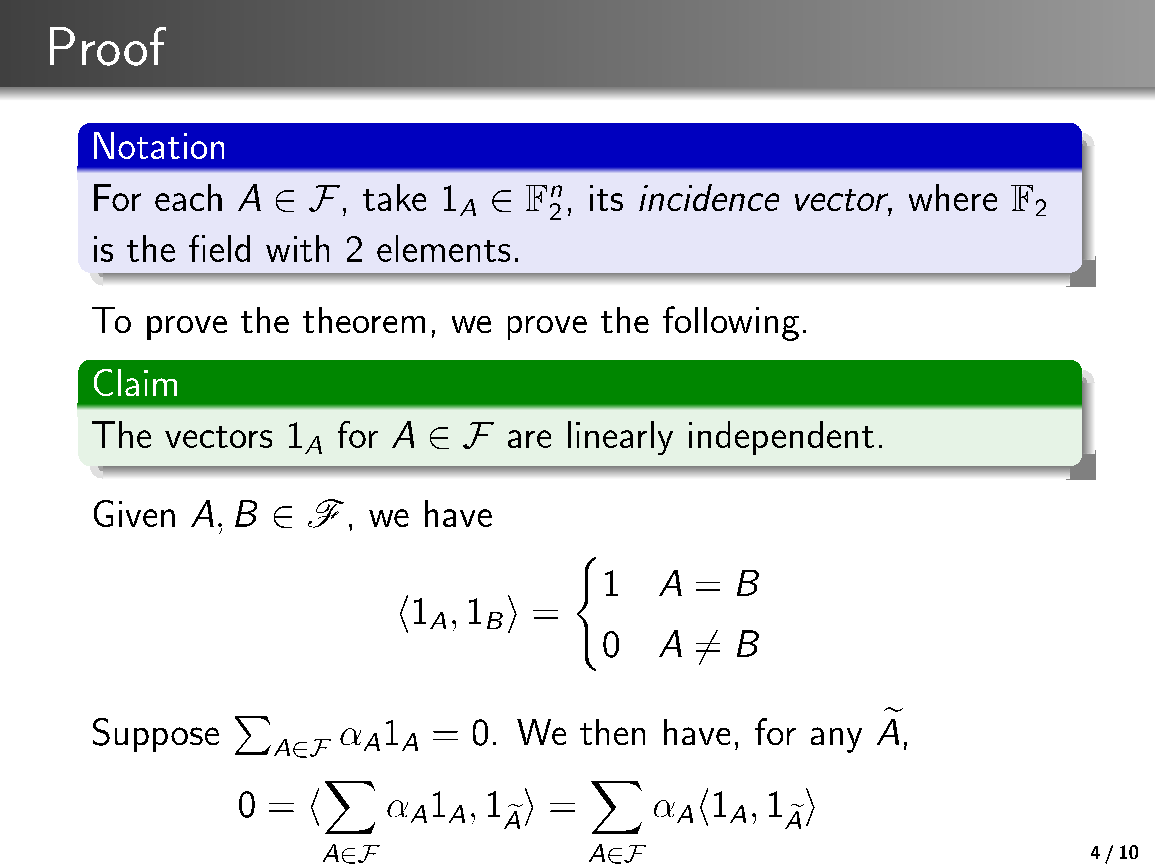 Proof
Notation
For each A ∈ 𝓕, take 1_A ∈ 𝔽_2^n, its incidence vector, where 𝔽_2
is the field with 2 elements.
To prove the theorem, we prove the following.
Claim
The vectors 1_A for A ∈ 𝓕 are linearly independent.
Given A, B ∈ ℱ, we have
⟨1_A, 1_B⟩ = { 1 A = B
0 A ≠ B
Suppose ∑_{A∈𝓕} α_A 1_A = 0. We then have, for any Ã,
0 = ⟨∑_{A∈𝓕} α_A 1_A, 1_Ã⟩ = ∑_{A∈𝓕} α_A⟨1_A, 1_Ã⟩
4 / 10